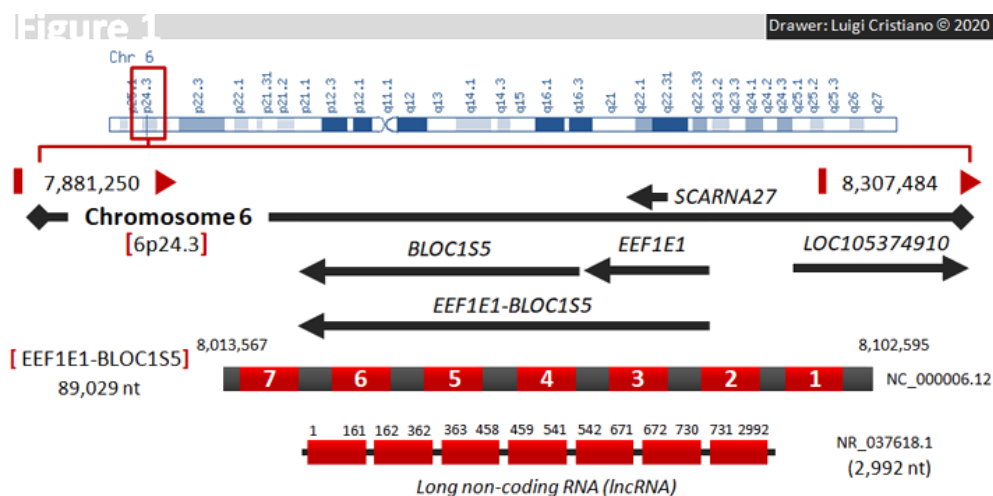 Figure 1
Drawer: Luigi Cristiano © 2020
Chr 6
p25.1 p24.3 p22.3 p22.1 p21.31 p21.2 p21.1 p12.3 p12.1 q11.1 q12 q13 q14.1 q14.3 q15 q16.1 q16.3 q21 q22.1 q22.31 q22.33 q23.2 q23.3 q24.1 q24.2 q24.3 q25.1 q25.2 q25.3 q26 q27
7,881,250 8,307,484
SCARNA27
Chromosome 6
[6p24.3]
BLOC1S5 EEF1E1 LOC105374910
EEF1E1-BLOC1S5
8,013,567 8,102,595
[ EEF1E1-BLOC1S5]
7 6 5 4 3 2 1 NC_000006.12
89,029 nt
1 161 162 362 363 458 459 541 542 671 672 730 731 2992
NR_037618.1
(2,992 nt)
Long non-coding RNA (lncRNA)